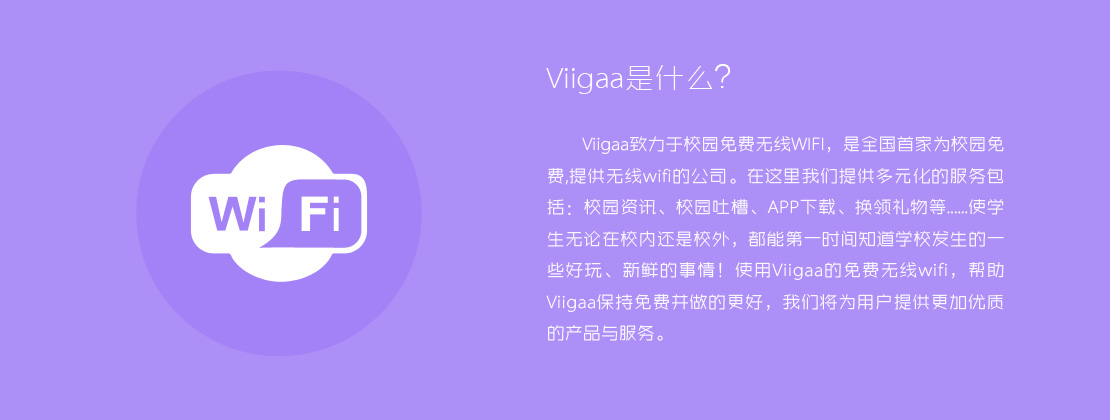 WiFi
Viigaa是什么?
Viigaa致力于校园免费无线WIFI，是全国首家为校园免
费,提供无线wifi的公司。在这里我们提供多元化的服务包
括：校园资讯、校园吐槽、APP下载、换领礼物等......使学
生无论在校内还是校外，都能第一时间知道学校发生的一
些好玩、新鲜的事情！使用Viigaa的免费无线wifi，帮助
Viigaa保持免费并做的更好，我们将为用户提供更加优质
的产品与服务。